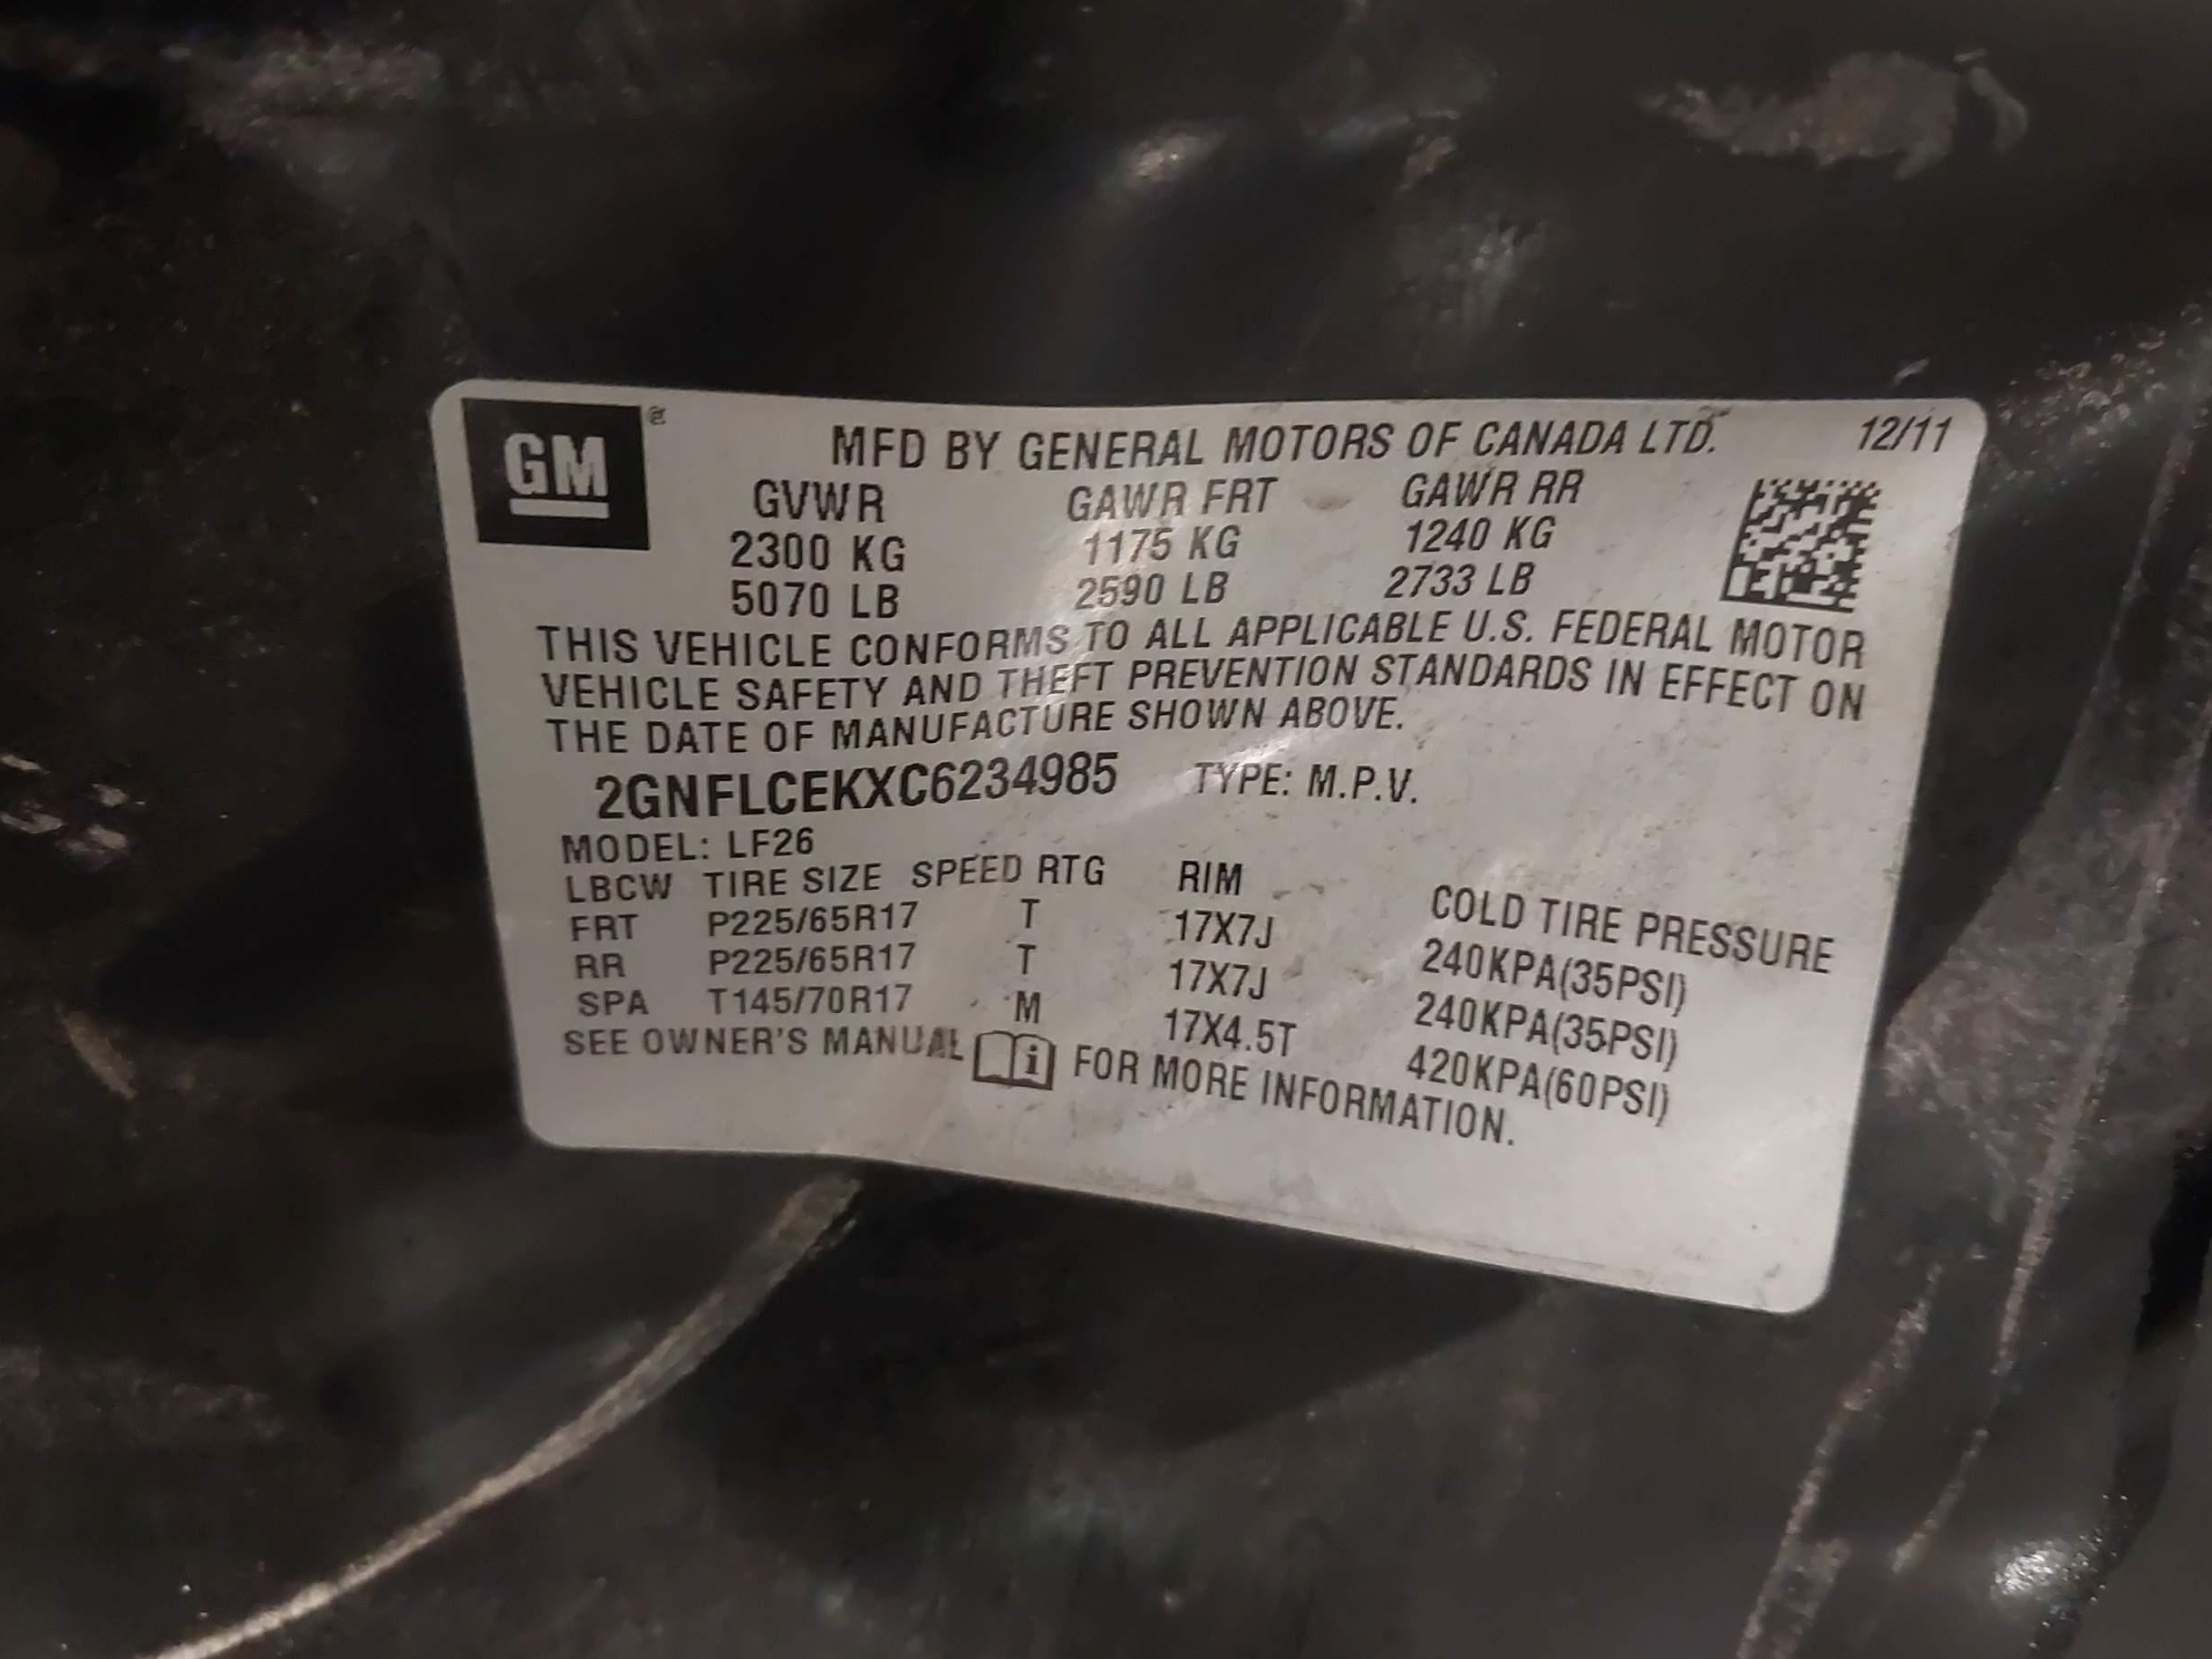 GM ®
MFD BY GENERAL MOTORS OF CANADA LTD. 12/11
GVWR GAWR FRT GAWR RR
2300 KG 1175 KG 1240 KG
5070 LB 2590 LB 2733 LB
THIS VEHICLE CONFORMS TO ALL APPLICABLE U.S. FEDERAL MOTOR
VEHICLE SAFETY AND THEFT PREVENTION STANDARDS IN EFFECT ON
THE DATE OF MANUFACTURE SHOWN ABOVE.
2GNFLCEKXC6234985 TYPE: M.P.V.
MODEL: LF26
LBCW TIRE SIZE SPEED RTG RIM COLD TIRE PRESSURE
FRT P225/65R17 T 17X7J 240KPA(35PSI)
RR P225/65R17 T 17X7J 240KPA(35PSI)
SPA T145/70R17 M 17X4.5T 420KPA(60PSI)
SEE OWNER'S MANUAL i FOR MORE INFORMATION.